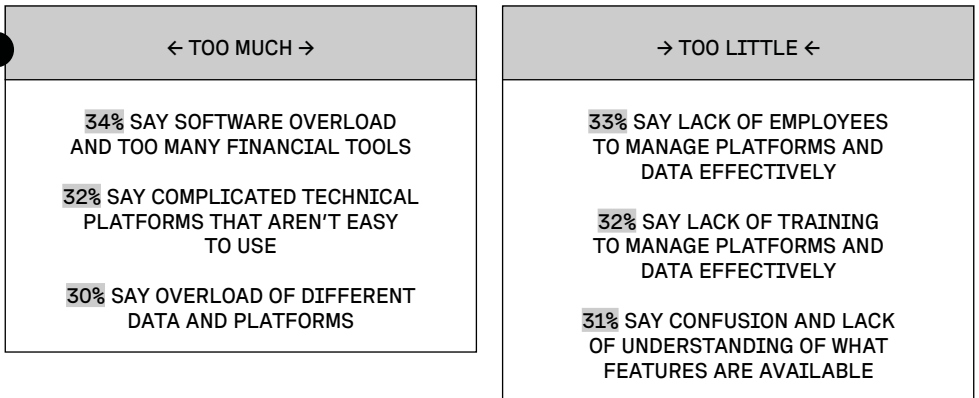 ← TOO MUCH →
34% SAY SOFTWARE OVERLOAD
AND TOO MANY FINANCIAL TOOLS
32% SAY COMPLICATED TECHNICAL
PLATFORMS THAT AREN'T EASY
TO USE
30% SAY OVERLOAD OF DIFFERENT
DATA AND PLATFORMS
→ TOO LITTLE ←
33% SAY LACK OF EMPLOYEES
TO MANAGE PLATFORMS AND
DATA EFFECTIVELY
32% SAY LACK OF TRAINING
TO MANAGE PLATFORMS AND
DATA EFFECTIVELY
31% SAY CONFUSION AND LACK
OF UNDERSTANDING OF WHAT
FEATURES ARE AVAILABLE